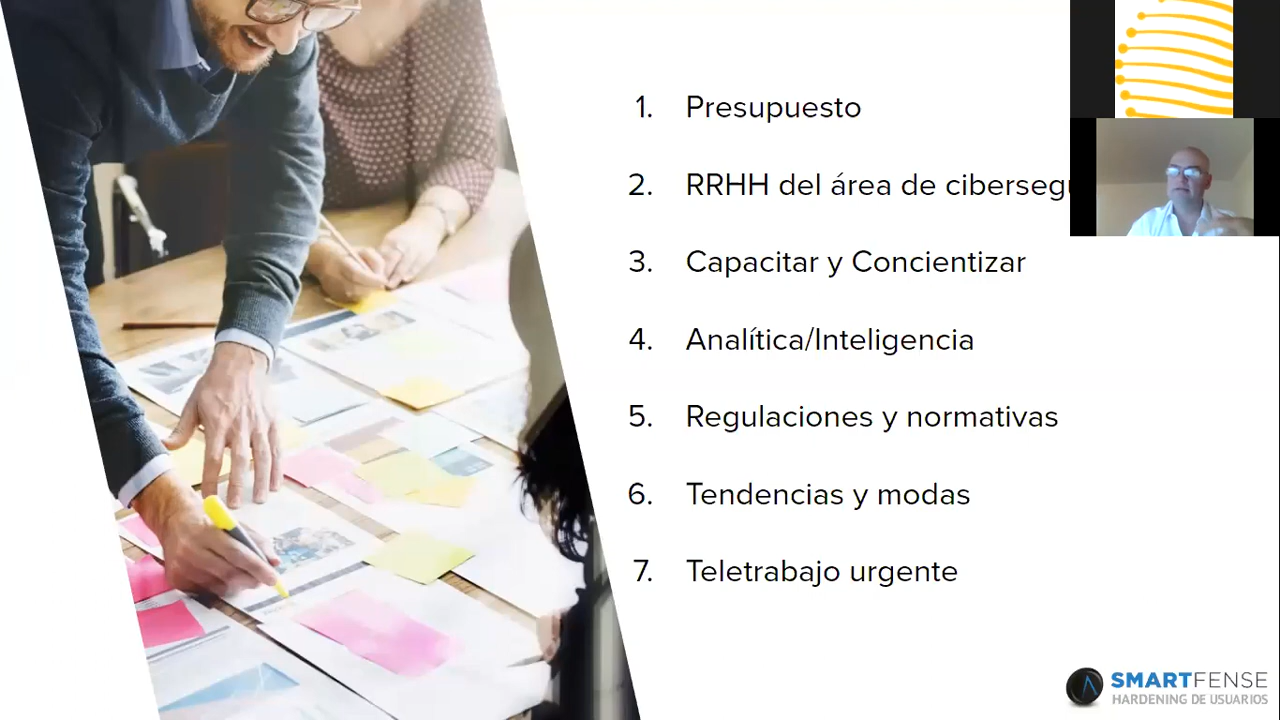 1. Presupuesto
2. RRHH del área de
3. Capacitar y Concientizar
4. Analítica/Inteligencia
5. Regulaciones y normativas
6. Tendencias y modas
7. Teletrabajo urgente
SMARTFENSE
HARDENING DE USUARIOS